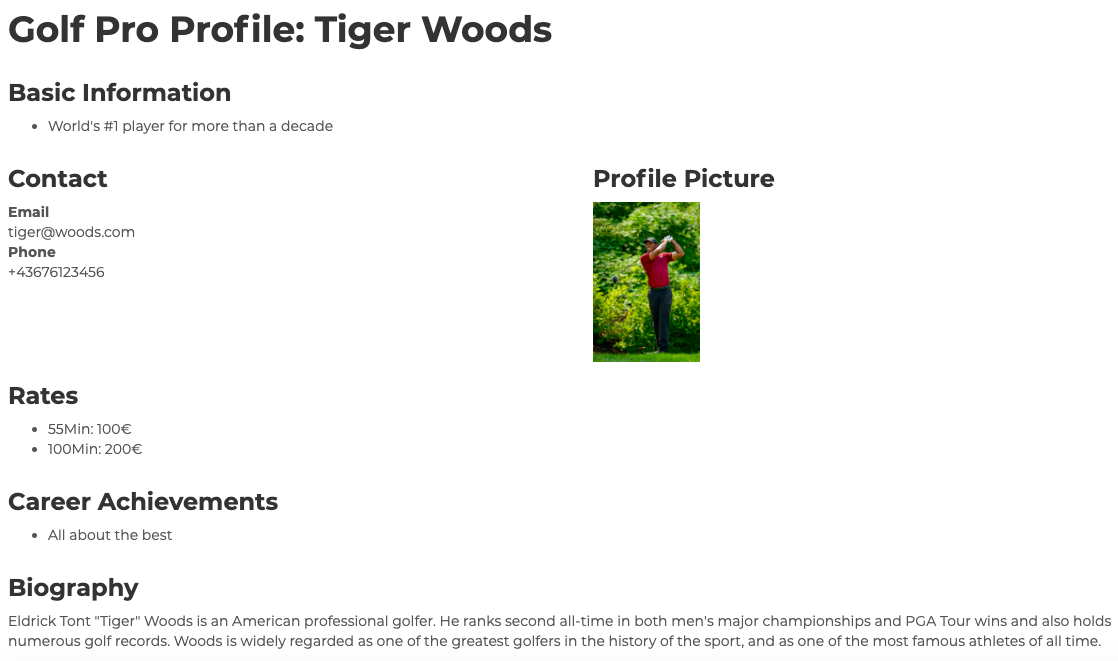 Golf Pro Profile: Tiger Woods
Basic Information
World's #1 player for more than a decade
Contact
Email
tiger@woods.com
Phone
+43676123456
Profile Picture
Rates
55Min: 100€
100Min: 200€
Career Achievements
All about the best
Biography
Eldrick Tont "Tiger" Woods is an American professional golfer. He ranks second all-time in both men's major championships and PGA Tour wins and also holds
numerous golf records. Woods is widely regarded as one of the greatest golfers in the history of the sport, and as one of the most famous athletes of all time.